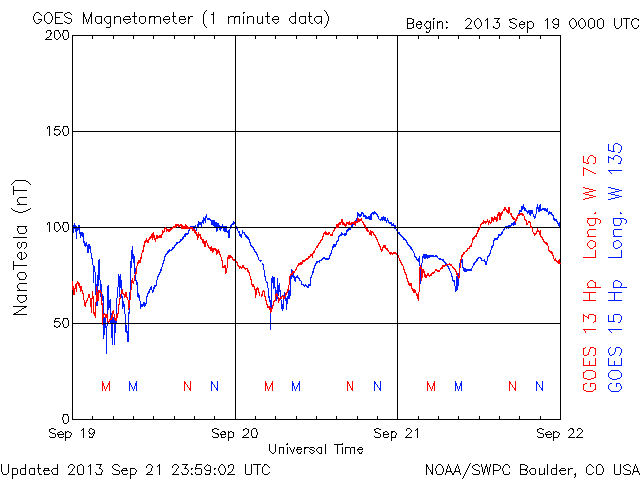 GOES Magnetometer (1 minute data)
Begin: 2013 Sep 19 0000 UTC
200
150
100
50
0
NanoTesla (nT)
M M N N M M N N M M N N
Sep 19 Sep 20 Sep 21 Sep 22
Universal Time
GOES 13 Hp Long. W 75
GOES 15 Hp Long. W 135
Updated 2013 Sep 21 23:59:02 UTC
NOAA/SWPC Boulder, CO USA